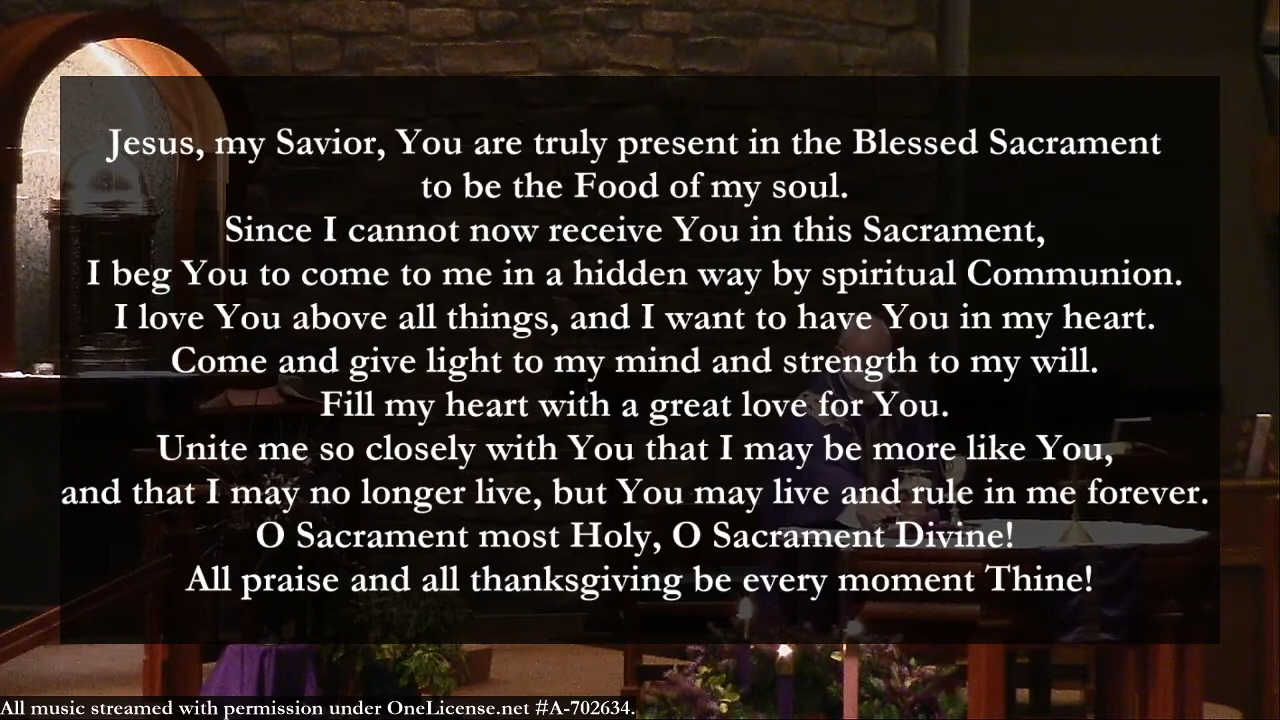 Jesus, my Savior, You are truly present in the Blessed Sacrament
to be the Food of my soul.
Since I cannot now receive You in this Sacrament,
I beg You to come to me in a hidden way by spiritual Communion.
I love You above all things, and I want to have You in my heart.
Come and give light to my mind and strength to my will.
Fill my heart with a great love for You.
Unite me so closely with You that I may be more like You,
and that I may no longer live, but You may live and rule in me forever.
O Sacrament most Holy, O Sacrament Divine!
All praise and all thanksgiving be every moment Thine!
All music streamed with permission under OneLicense.net #A-702634.